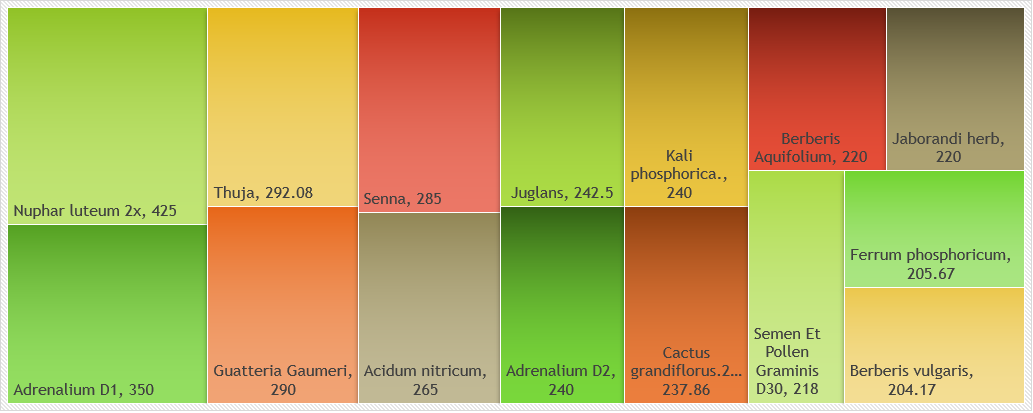 Nuphar luteum 2x, 425
Adrenalium D1, 350
Thuja, 292.08
Guatteria Gaumeri,
290
Senna, 285
Acidum nitricum,
265
Juglans, 242.5
Adrenalium D2,
240
Kali
phosphorica.,
240
Cactus
grandiflorus.2...
237.86
Berberis
Aquifolium, 220
Jaborandi herb,
220
Semen Et
Pollen
Graminis
D30, 218
Ferrum phosphoricum,
205.67
Berberis vulgaris,
204.17